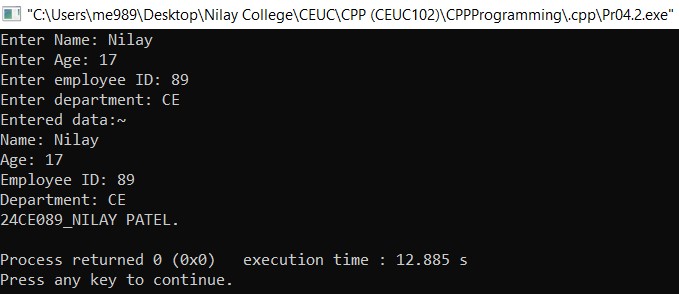 "C:\Users\me989\Desktop\Nilay College\CEUC\CPP (CEUC102)\CPPProgramming\.cpp\Pr04.2.exe"
Enter Name: Nilay
Enter Age: 17
Enter employee ID: 89
Enter department: CE
Entered data:~
Name: Nilay
Age: 17
Employee ID: 89
Department: CE
24CE089_NILAY PATEL.
Process returned 0 (0x0)   execution time : 12.885 s
Press any key to continue.